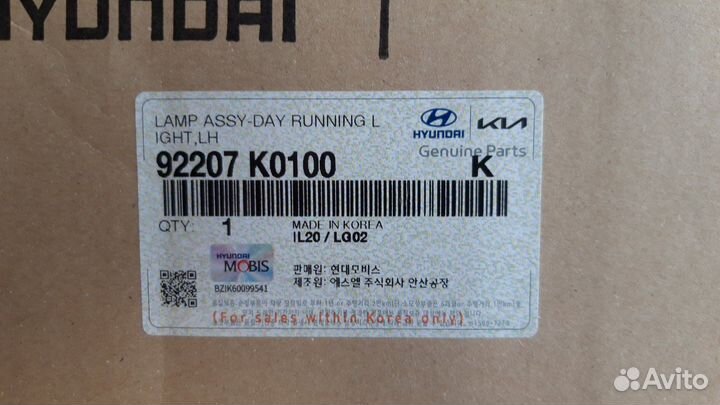 HYUNDAI
LAMP ASSY-DAY RUNNING L
IGHT,LH
HYUNDAI
KIA
Genuine Parts
92207 K0100
K
QTY: 1
MADE IN KOREA
IL20 / LG02
HYUNDAI
MOBIS
BZIK60099541
판매원: 현대모비스
제조원: 에스엘 주식회사 안산공장
(For sales within Korea only)
Avito